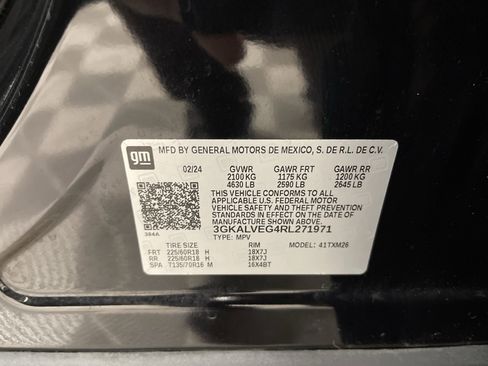 gm
MFD BY GENERAL MOTORS DE MEXICO, S. DE R.L. DE C.V.
02/24 GVWR GAWR FRT GAWR RR
2100 KG 1175 KG 1200 KG
4630 LB 2590 LB 2645 LB
THIS VEHICLE CONFORMS TO ALL
APPLICABLE U.S. FEDERAL MOTOR
VEHICLE SAFETY AND THEFT
PREVENTION STANDARDS IN EFFECT
ON THE DATE OF MANUFACTURE
SHOWN ABOVE.
3GKALVEG4RL271971
384A TYPE: MPV
TIRE SIZE SPEED RTG RIM MODEL: 41TXM26
FRT 225/60R18 H 18X7J
RR 225/60R18 H 18X7J
SPA T135/70R16 M 16X4BT